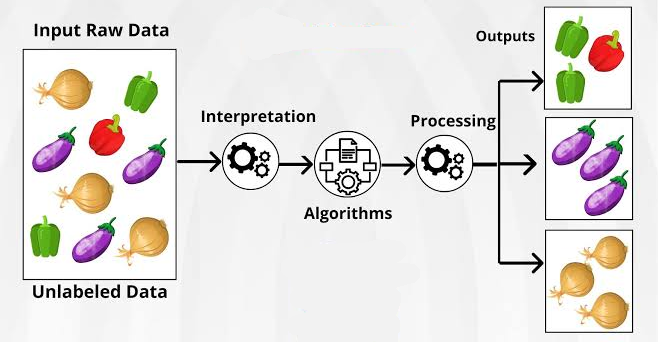 Input Raw Data
Outputs
Interpretation
Processing
Algorithms
Unlabeled Data